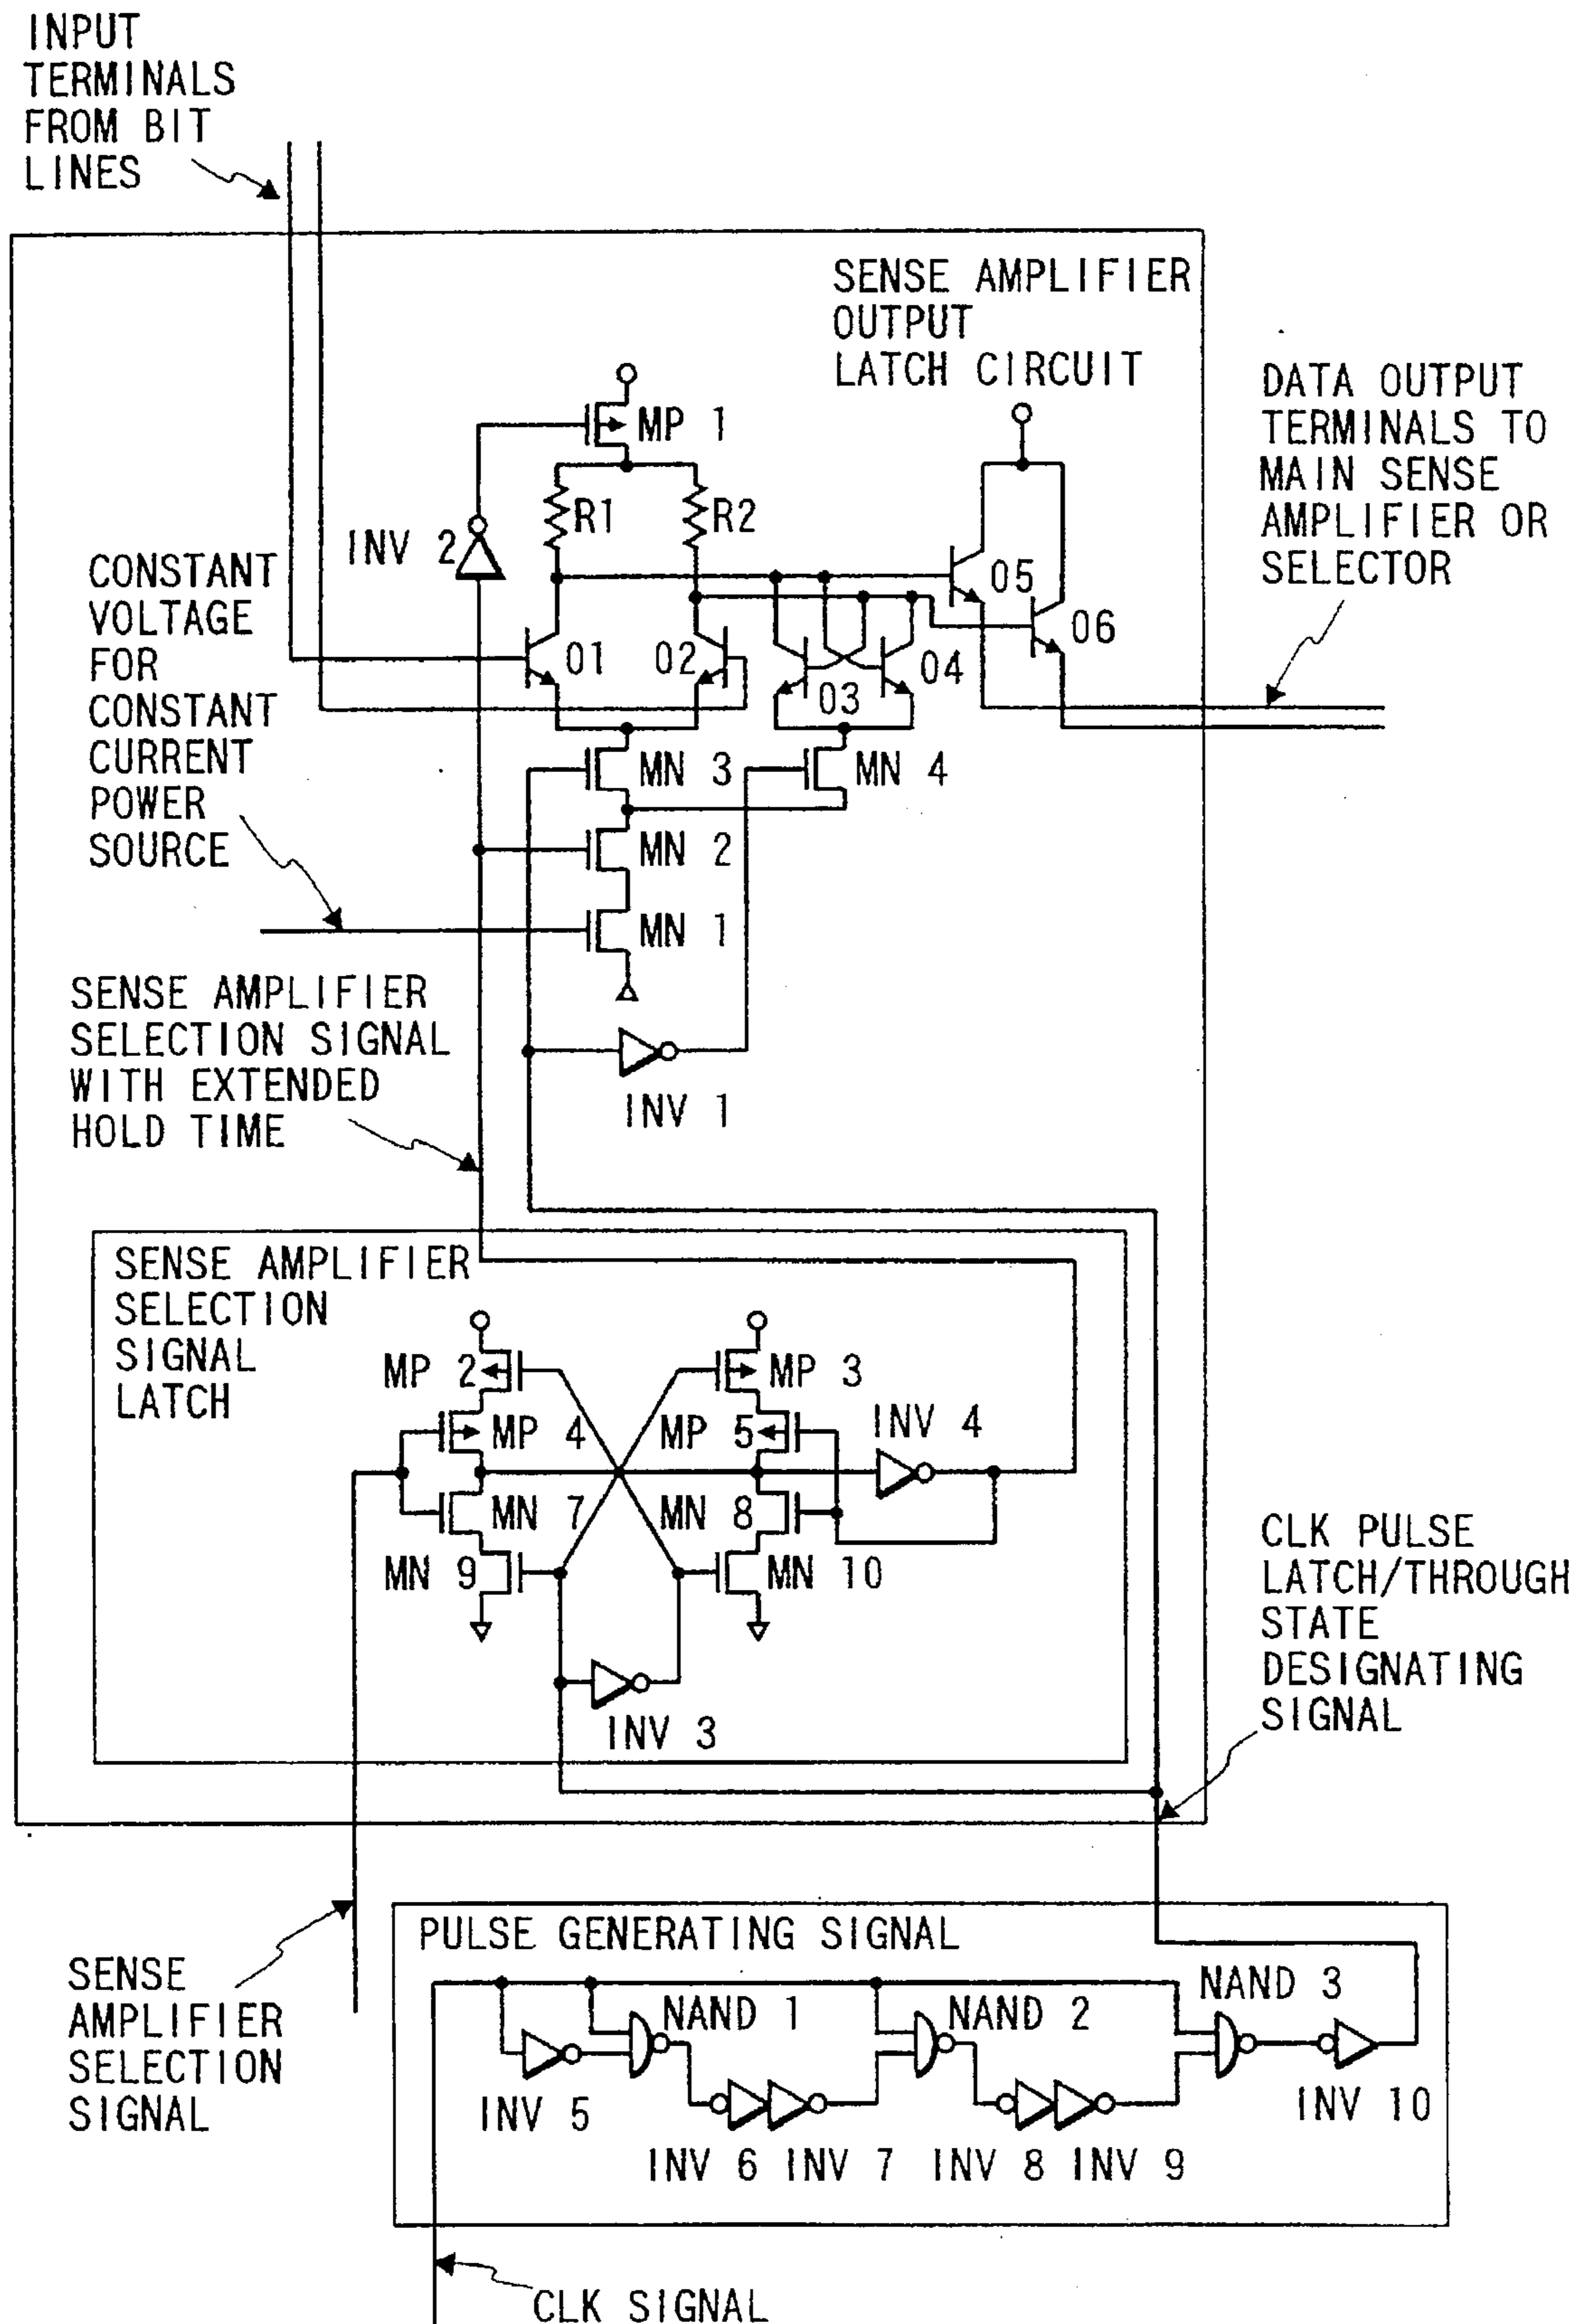 INPUT
TERMINALS
FROM BIT
LINES
SENSE AMPLIFIER
OUTPUT
LATCH CIRCUIT
DATA OUTPUT
TERMINALS TO
MAIN SENSE
AMPLIFIER OR
SELECTOR
MP 1
R1
R2
INV 2
CONSTANT
VOLTAGE
FOR
CONSTANT
CURRENT
POWER
SOURCE
01
02
03
04
05
06
MN 3
MN 4
MN 2
MN 1
SENSE AMPLIFIER
SELECTION SIGNAL
WITH EXTENDED
HOLD TIME
INV 1
SENSE AMPLIFIER
SELECTION
SIGNAL
LATCH
MP 2
MP 3
MP 4
MP 5
INV 4
MN 7
MN 8
MN 9
MN 10
INV 3
CLK PULSE
LATCH/THROUGH
STATE
DESIGNATING
SIGNAL
SENSE
AMPLIFIER
SELECTION
SIGNAL
PULSE GENERATING SIGNAL
NAND 1
NAND 2
NAND 3
INV 5
INV 6
INV 7
INV 8
INV 9
INV 10
CLK SIGNAL